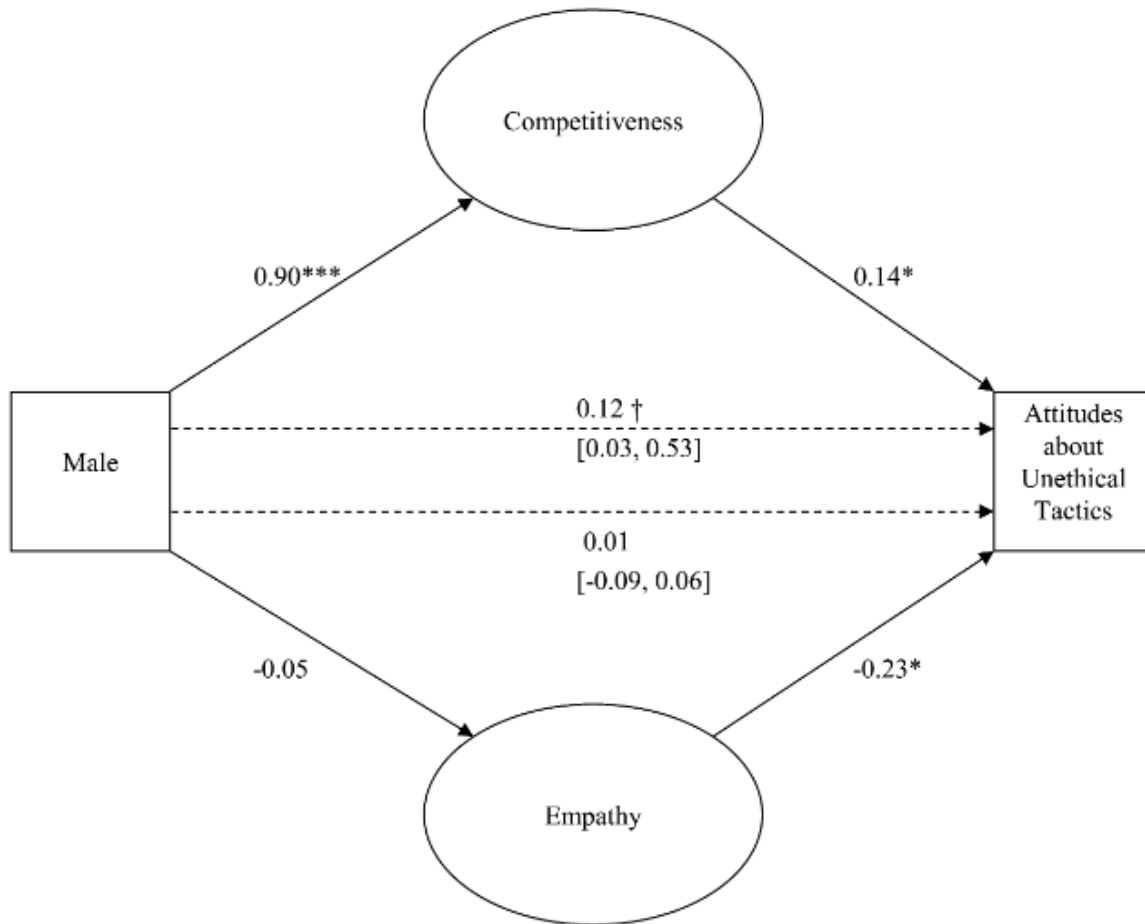 Competitiveness
0.90***
0.14*
Male
0.12 †
[0.03, 0.53]
Attitudes
about
Unethical
Tactics
0.01
[-0.09, 0.06]
-0.05
-0.23*
Empathy